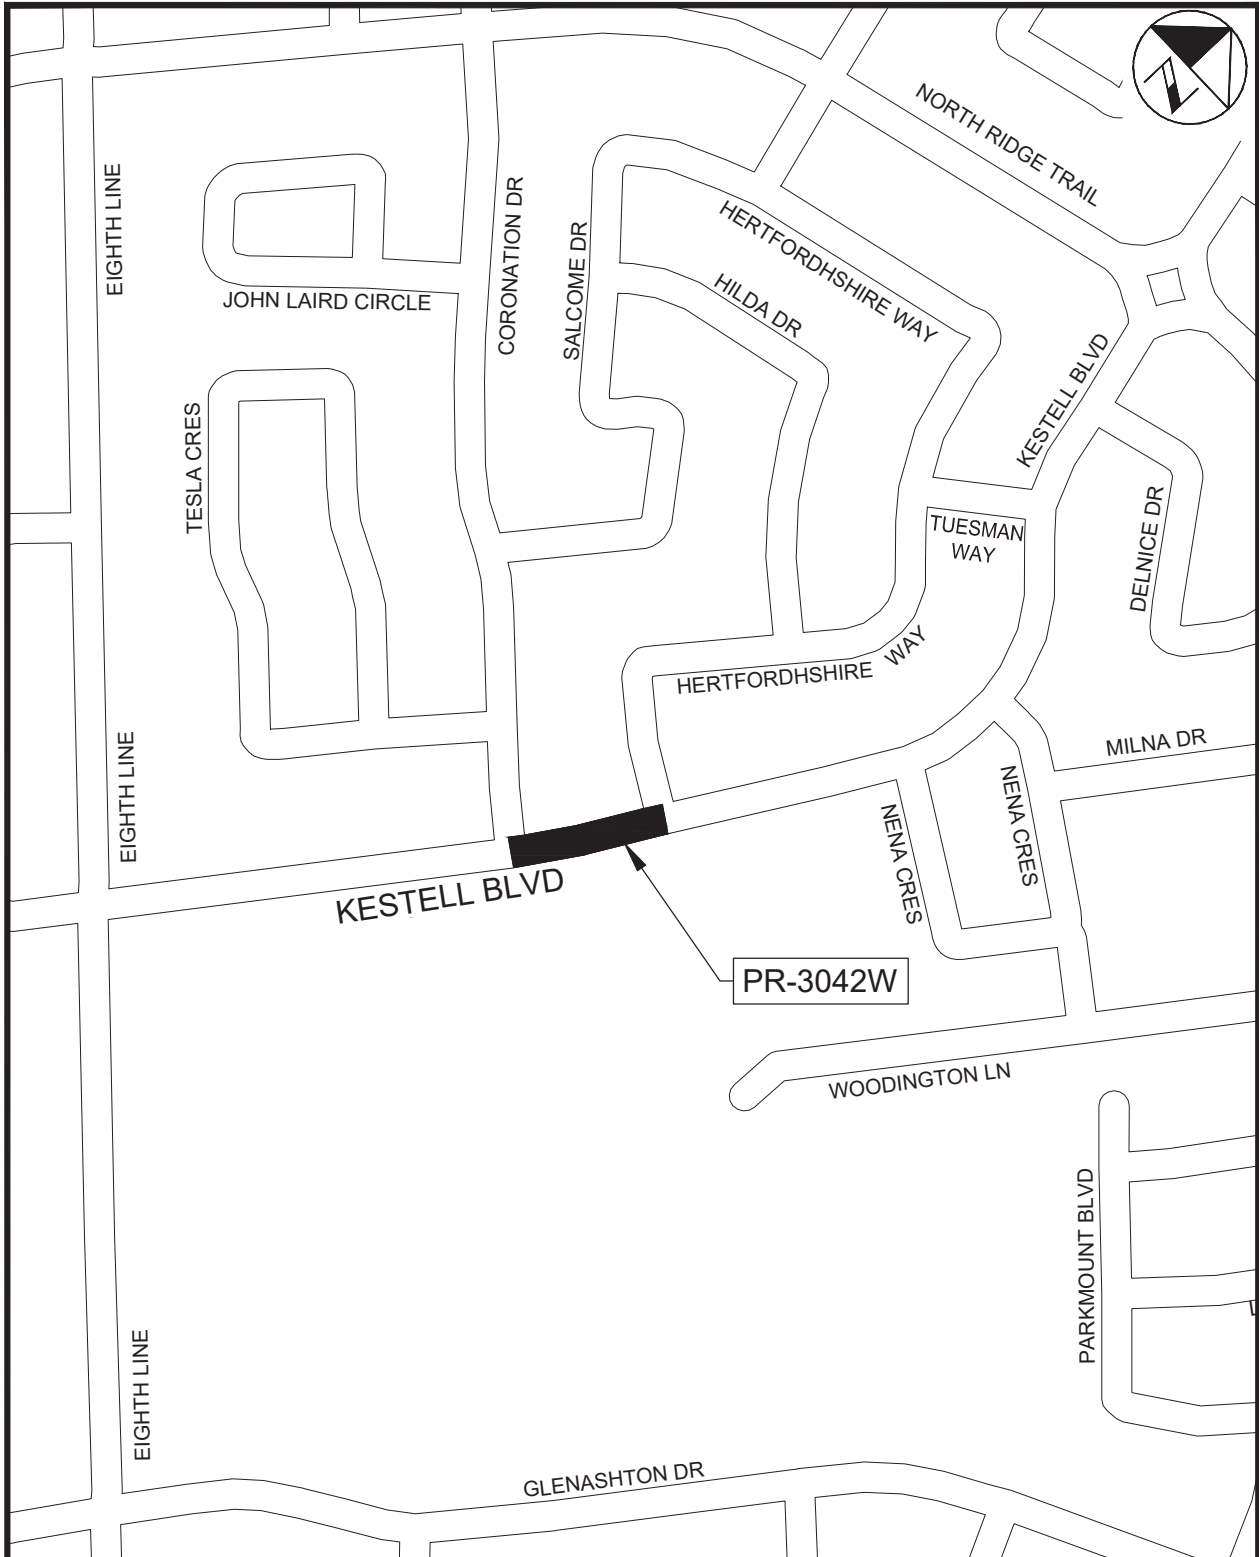 NORTH RIDGE TRAIL
EIGHTH LINE
CORONATION DR
SALCOME DR
HERTFORDHSHIRE WAY
JOHN LAIRD CIRCLE
HILDA DR
KESTELL BLVD
TESLA CRES
TUESMAN
WAY
DELNICE DR
HERTFORDHSHIRE WAY
MILNA DR
EIGHTH LINE
NENA CRES
NENA CRES
KESTELL BLVD
PR-3042W
WOODINGTON LN
PARKMOUNT BLVD
EIGHTH LINE
GLENASHTON DR